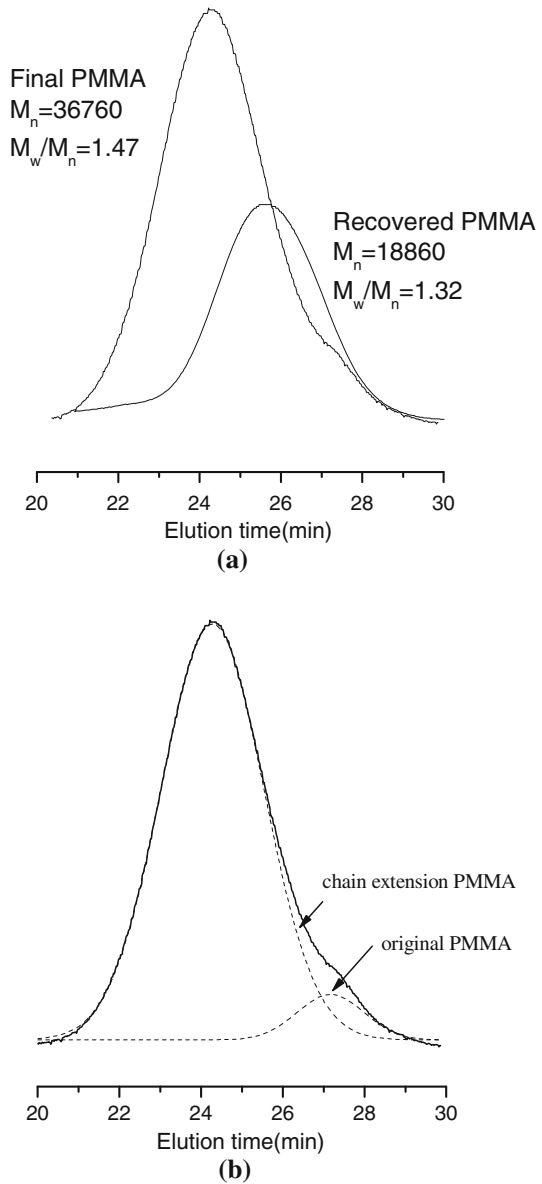 Final PMMA
Mn=36760
Mw/Mn=1.47
Recovered PMMA
Mn=18860
Mw/Mn=1.32
20 22 24 26 28 30
Elution time(min)
(a)
chain extension PMMA
original PMMA
20 22 24 26 28 30
Elution time(min)
(b)